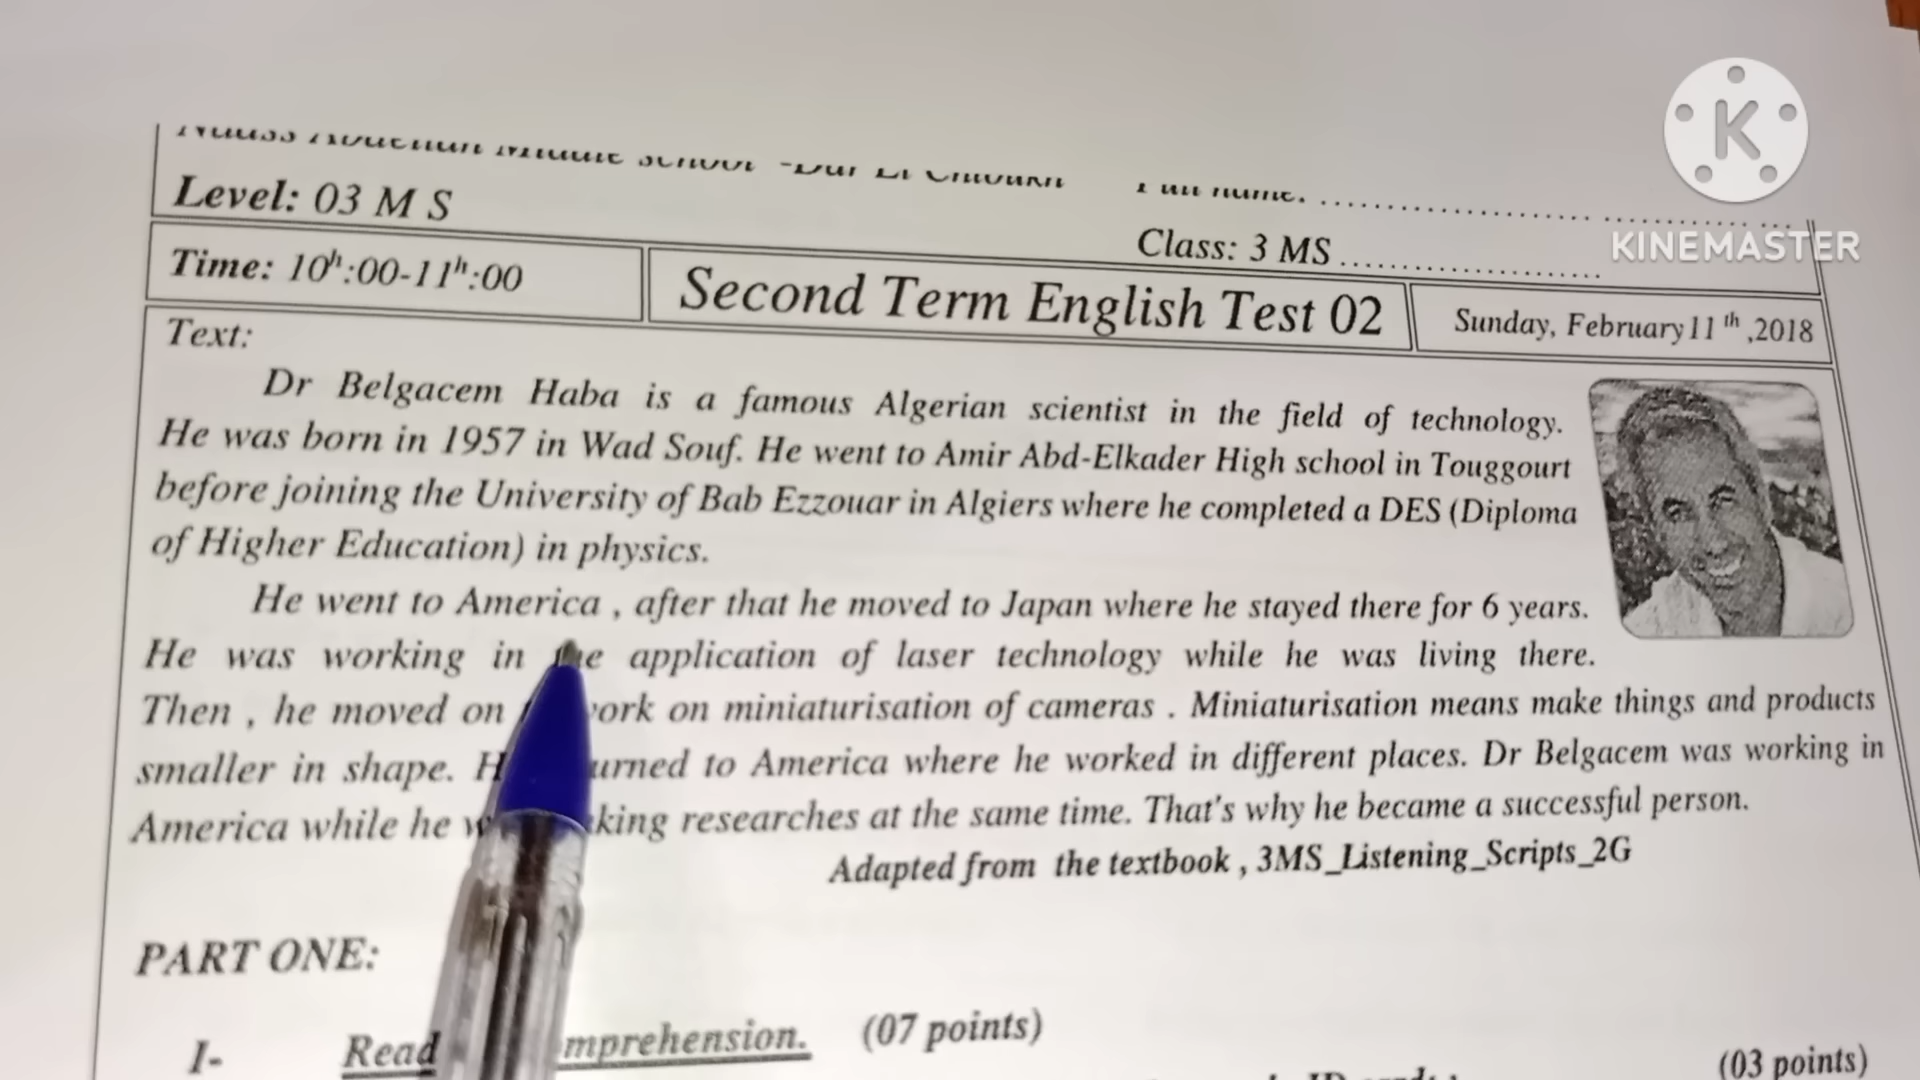 Middle school
Level: 03 M S
Class: 3 MS ........................
Time: 10h:00-11h:00
Second Term English Test 02
Sunday, February 11 th ,2018
Text:
Dr Belgacem Haba is a famous Algerian scientist in the field of technology.
He was born in 1957 in Wad Souf. He went to Amir Abd-Elkader High school in Touggourt
before joining the University of Bab Ezzouar in Algiers where he completed a DES (Diploma
of Higher Education) in physics.
He went to America , after that he moved to Japan where he stayed there for 6 years.
He was working in the application of laser technology while he was living there.
Then , he moved on work on miniaturisation of cameras . Miniaturisation means make things and products
smaller in shape. urned to America where he worked in different places. Dr Belgacem was working in
America while he king researches at the same time. That's why he became a successful person.
Adapted from the textbook , 3MS_Listening_Scripts_2G
PART ONE:
I- Read mprehension. (07 points)
(03 points)
K
KINEMASTER